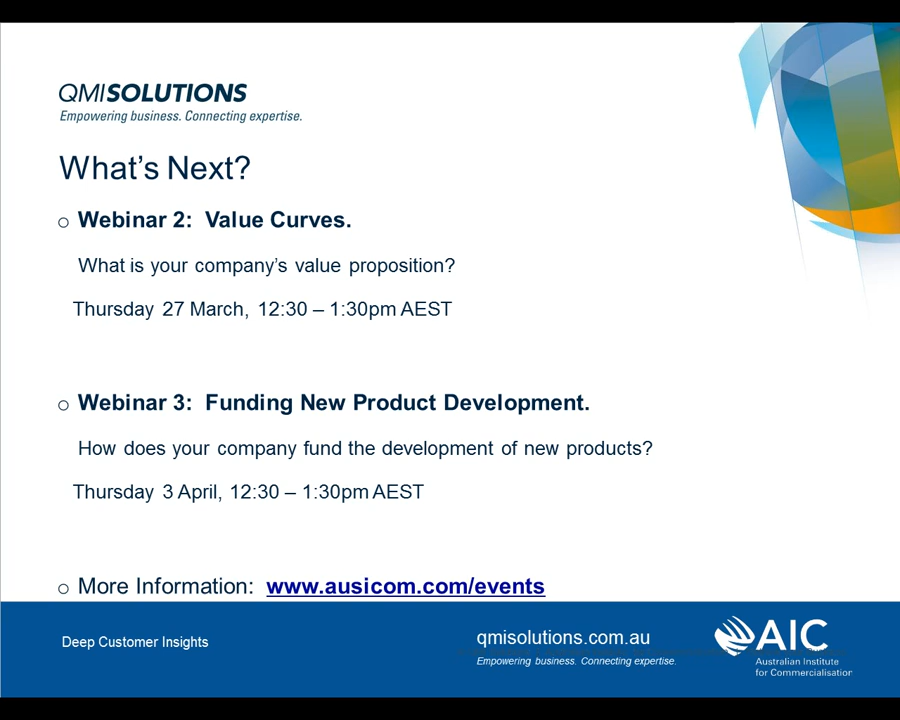 QMISOLUTIONS
Empowering business. Connecting expertise.
What's Next?
o Webinar 2: Value Curves.
What is your company's value proposition?
Thursday 27 March, 12:30 – 1:30pm AEST
o Webinar 3: Funding New Product Development.
How does your company fund the development of new products?
Thursday 3 April, 12:30 – 1:30pm AEST
o More Information: www.ausicom.com/events
Deep Customer Insights
qmisolutions.com.au
Empowering business. Connecting expertise.
AIC
Australian Institute
for Commercialisation